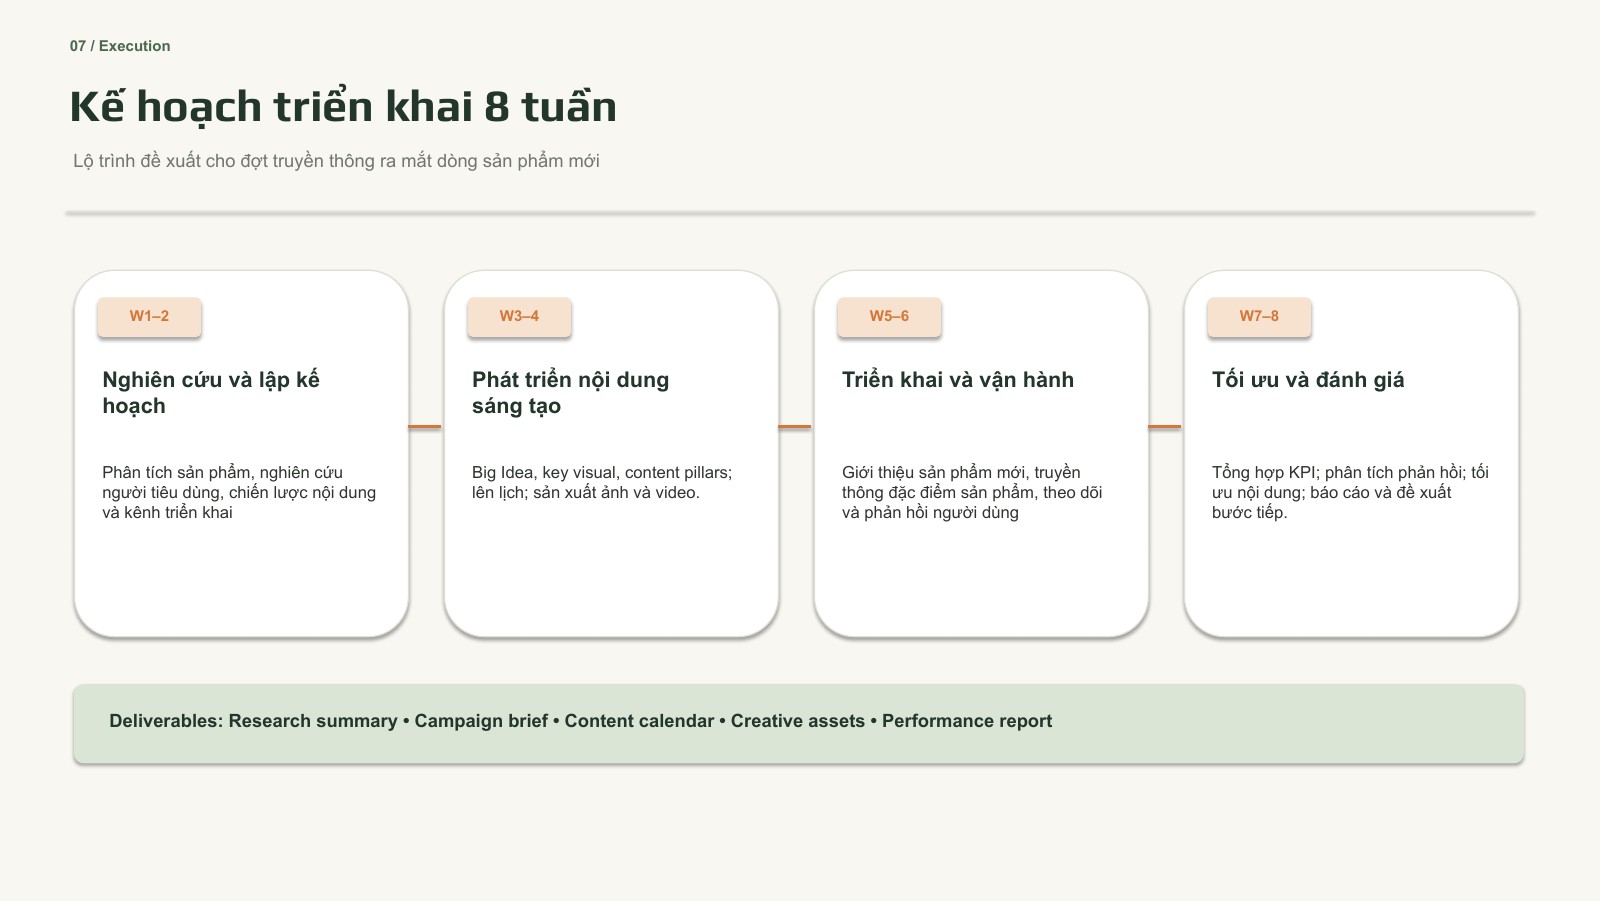 07 / Execution
Kế hoạch triển khai 8 tuần
Lộ trình đề xuất cho đợt truyền thông ra mắt dòng sản phẩm mới
W1–2
Nghiên cứu và lập kế
hoạch
Phân tích sản phẩm, nghiên cứu
người tiêu dùng, chiến lược nội dung
và kênh triển khai
W3–4
Phát triển nội dung
sáng tạo
Big Idea, key visual, content pillars;
lên lịch; sản xuất ảnh và video.
W5–6
Triển khai và vận hành
Giới thiệu sản phẩm mới, truyền
thông đặc điểm sản phẩm, theo dõi
và phản hồi người dùng
W7–8
Tối ưu và đánh giá
Tổng hợp KPI; phân tích phản hồi; tối
ưu nội dung; báo cáo và đề xuất
bước tiếp.
Deliverables: Research summary • Campaign brief • Content calendar • Creative assets • Performance report